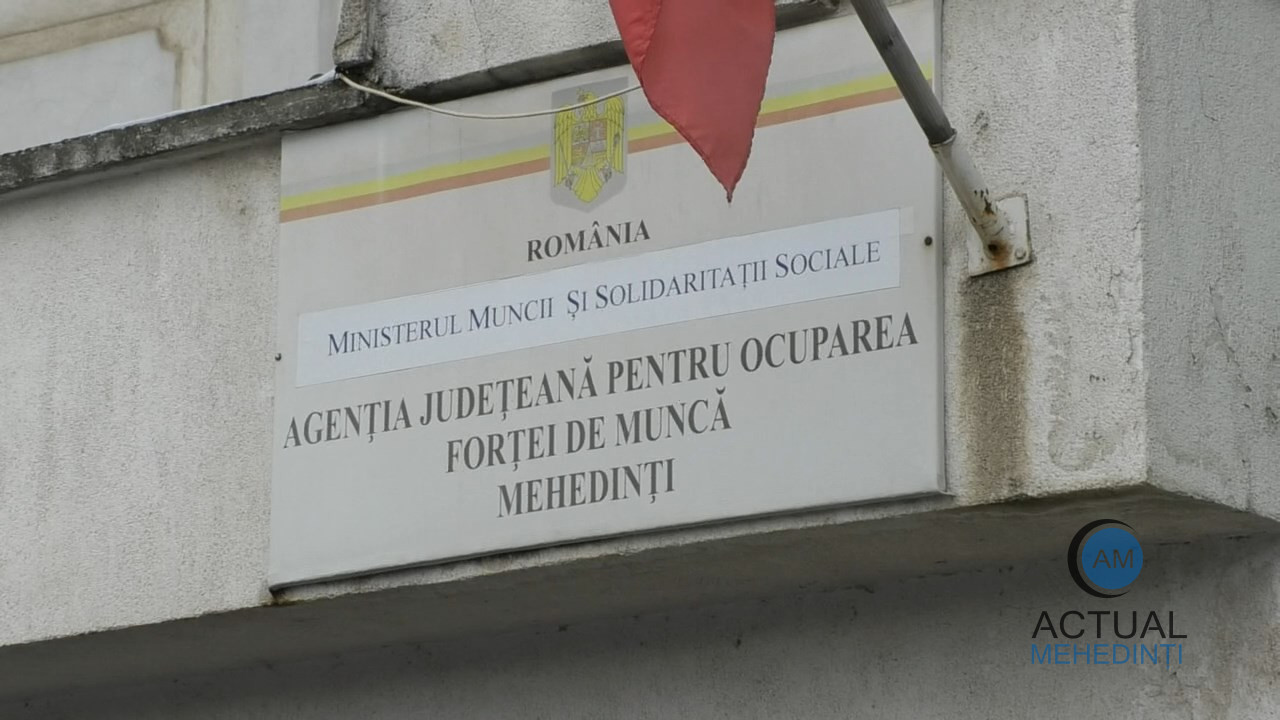 ROMÂNIA
MINISTERUL MUNCII ȘI SOLIDARITAȚII SOCIALE
AGENȚIA JUDEȚEANĂ PENTRU OCUPAREA
FORȚEI DE MUNCĂ
MEHEDINȚI
AM
ACTUAL
MEHEDINȚI